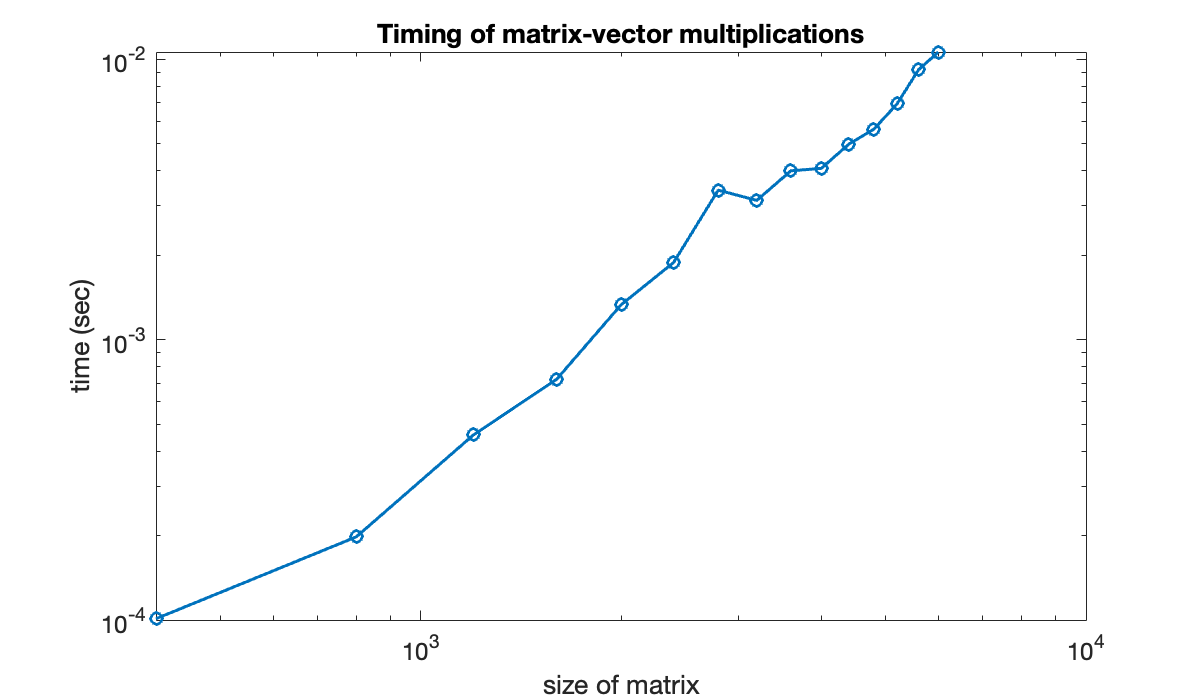 Timing of matrix-vector multiplications
10^-2
10^-3
10^-4
time (sec)
10^3
10^4
size of matrix